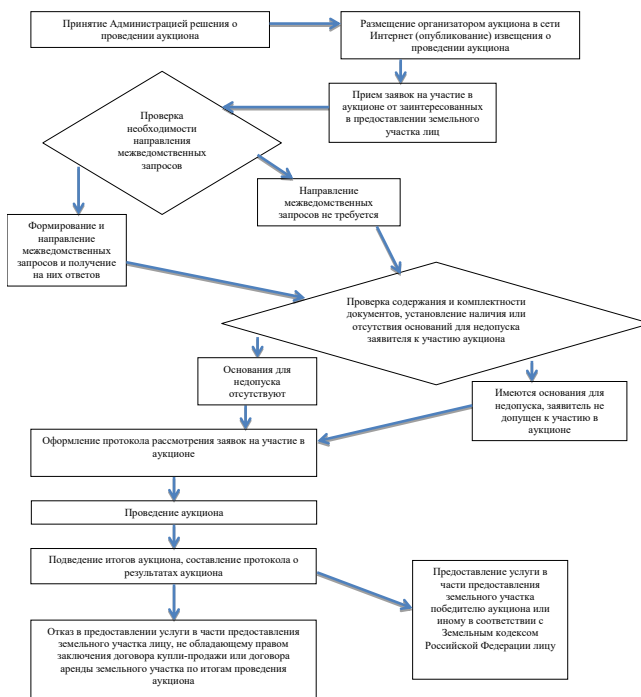 Принятие Администрацией решения о
проведении аукциона
Размещение организатором аукциона в сети
Интернет (опубликование) извещения о
проведении аукциона
Прием заявок на участие в
аукционе от заинтересованных
в предоставлении земельного
участка лиц
Проверка
необходимости
направления
межведомственных
запросов
Направление
межведомственных
запросов не требуется
Формирование и
направление
межведомственных
запросов и получение
на них ответов
Проверка содержания и комплектности
документов, установление наличия или
отсутствия оснований для недопуска
заявителя к участию аукциона
Основания для
недопуска
отсутствуют
Имеются основания для
недопуска, заявитель не
допущен к участию в
аукционе
Оформление протокола рассмотрения заявок на участие в
аукционе
Проведение аукциона
Подведение итогов аукциона, составление протокола о
результатах аукциона
Предоставление услуги в
части предоставления
земельного участка
победителю аукциона или
иному в соответствии с
Земельным кодексом
Российской Федерации лицу
Отказ в предоставлении услуги в части предоставления
земельного участка лицу, не обладающему правом
заключения договора купли-продажи или договора
аренды земельного участка по итогам проведения
аукциона